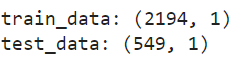 train_data: (2194, 1)
test_data: (549, 1)